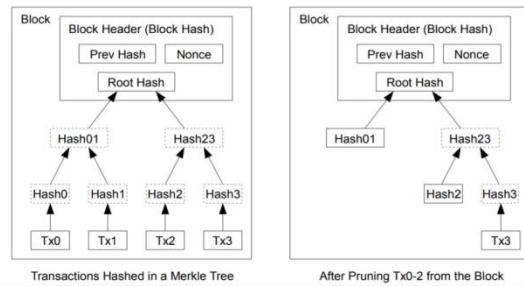 Block
Block Header (Block Hash)
Prev Hash
Nonce
Root Hash
Hash01
Hash23
Hash0
Hash1
Hash2
Hash3
Tx0
Tx1
Tx2
Tx3
Transactions Hashed in a Merkle Tree
Block
Block Header (Block Hash)
Prev Hash
Nonce
Root Hash
Hash01
Hash23
Hash2
Hash3
Tx3
After Pruning Tx0-2 from the Block